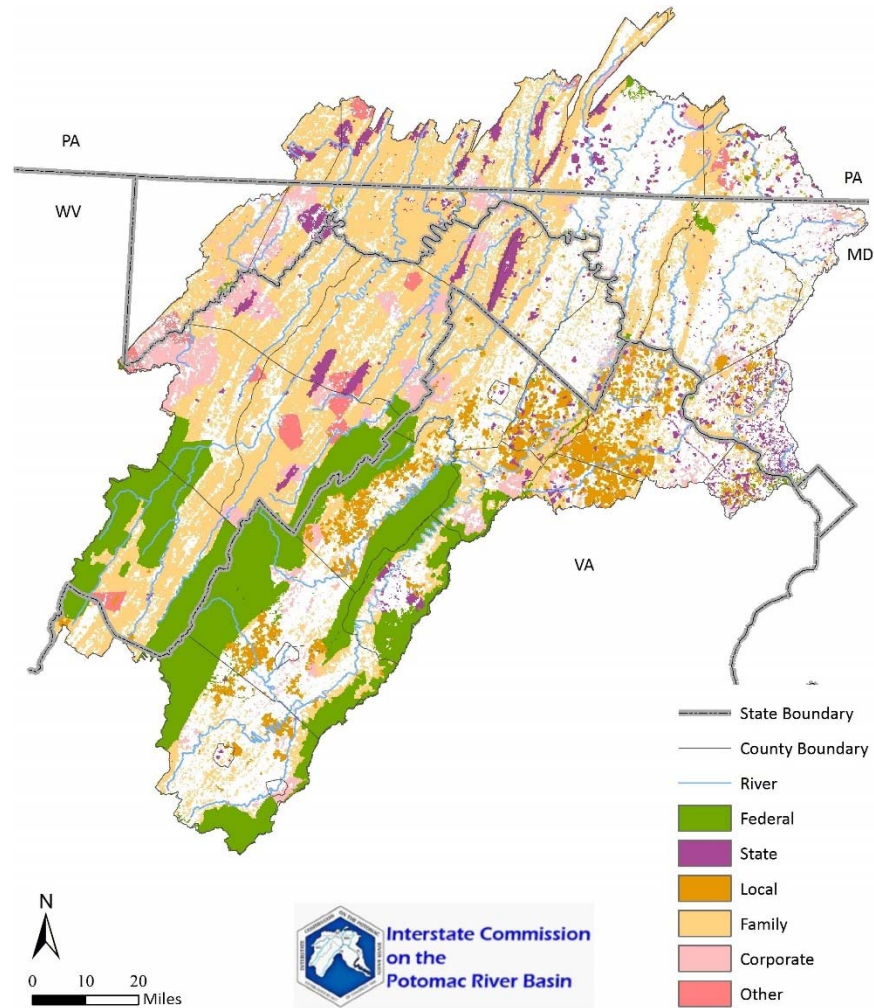 PA
WV
PA
MD
VA
State Boundary
County Boundary
River
Federal
State
Local
Family
Corporate
Other
N
0 10 20
Miles
Interstate Commission
on the
Potomac River Basin